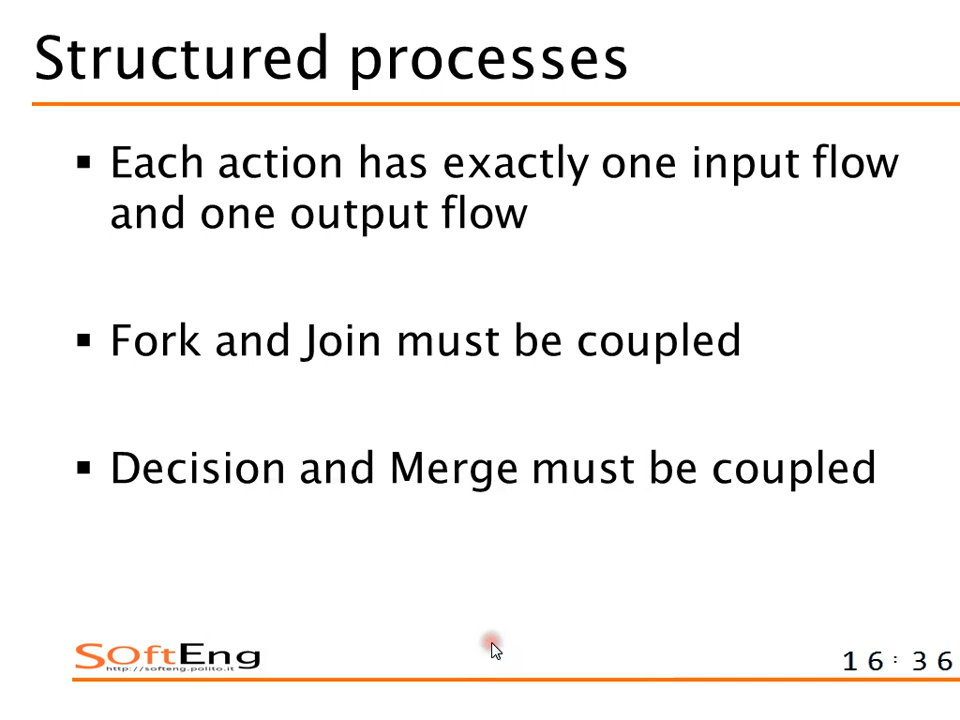 Structured processes
▪ Each action has exactly one input flow
and one output flow
▪ Fork and Join must be coupled
▪ Decision and Merge must be coupled
SOftEng
http://softeng.polito.it
16:36